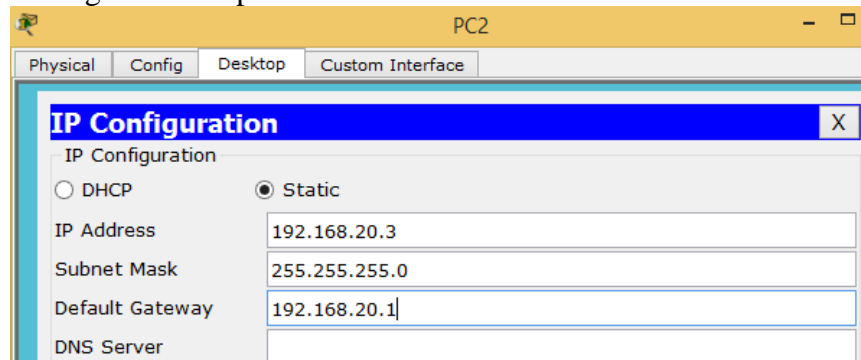 PC2
Physical Config Desktop Custom Interface
IP Configuration X
IP Configuration
DHCP Static
IP Address 192.168.20.3
Subnet Mask 255.255.255.0
Default Gateway 192.168.20.1
DNS Server